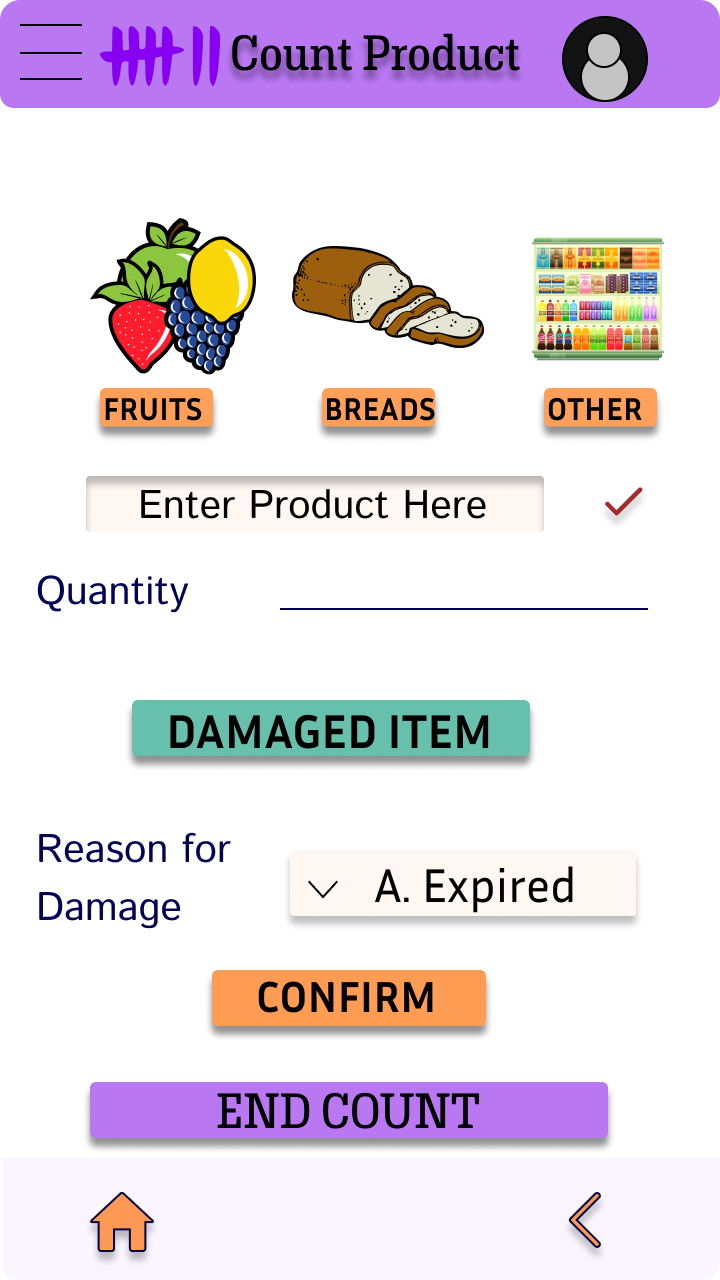 Count Product
FRUITS
BREADS
OTHER
Enter Product Here
Quantity
DAMAGED ITEM
Reason for
Damage
A. Expired
CONFIRM
END COUNT